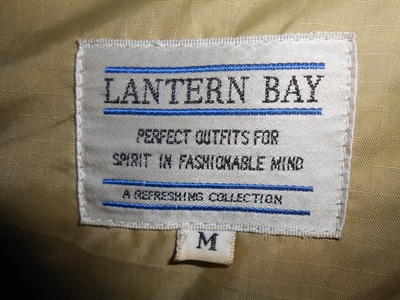 LANTERN BAY
PERFECT OUTFITS FOR
SPIRIT IN FASHIONABLE MIND
A REFRESHING COLLECTION
M